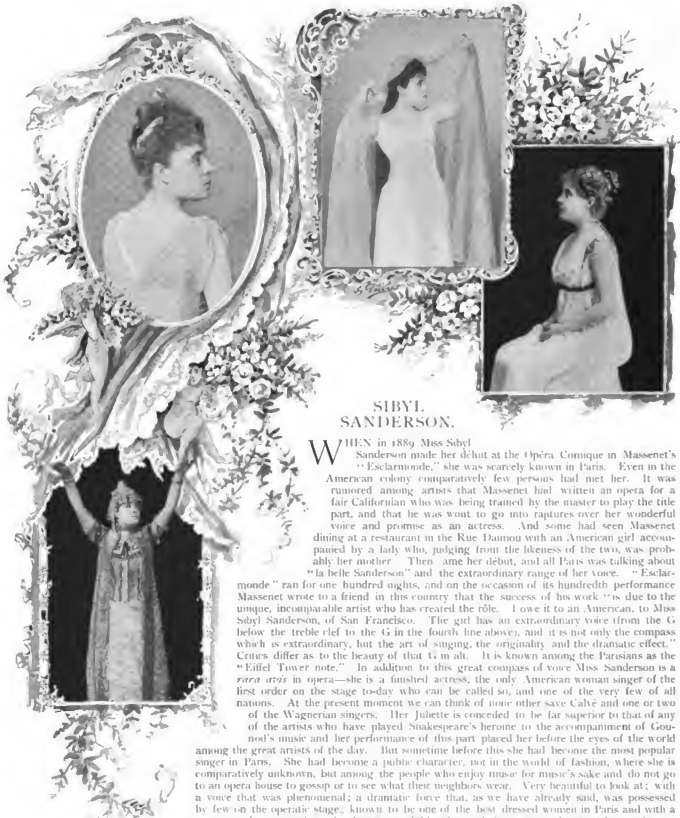 SIBYL
SANDERSON.
WHEN in 1889 Miss Sibyl
Sanderson made her début at the Opéra Comique in Massenet's
"Esclarmonde," she was scarcely known in Paris. Even in the
American colony comparatively few persons had met her. It was
rumored among artists that Massenet had written an opera for a
fair Californian who was being trained by the master to play the title
part, and that he was wont to go into raptures over her wonderful
voice and promise as an actress. And some had seen Massenet
dining at a restaurant in the Rue Daunou with an American girl accom-
panied by a lady who, judging from the likeness of the two, was prob-
ably her mother Then ame her début, and all Paris was talking about
"la belle Sanderson" and the extraordinary range of her voice. "Esclar-
monde" ran for one hundred nights, and on the occasion of its hundredth performance
Massenet wrote to a friend in this country that the success of his work "is due to the
unique, incomparable artist who has created the rôle. I owe it to an American, to Miss
Sibyl Sanderson, of San Francisco. The girl has an extraordinary voice (from the G
below the treble clef to the G in the fourth line above), and it is not only the compass
which is extraordinary, but the art of singing, the originality and the dramatic effect."
Critics differ as to the beauty of that G in alt. It is known among the Parisians as the
"Eiffel Tower note." In addition to this great compass of voice Miss Sanderson is a
rara avis in opera—she is a finished actress, the only American woman singer of the
first order on the stage to-day who can be called so, and one of the very few of all
nations. At the present moment we can think of none other save Calvé and one or two
of the Wagnerian singers. Her Juliette is conceded to be far superior to that of any
of the artists who have played Shakespeare's heroine to the accompaniment of Gou-
nod's music and her performance of this part placed her before the eyes of the world
among the great artists of the day. But sometime before this she had become the most popular
singer in Paris. She had become a public character, not in the world of fashion, where she is
comparatively unknown, but among the people who enjoy music for music's sake and do not go
to an opera house to gossip or to see what their neighbors wear. Very beautiful to look at; with
a voice that was phenomenal; a dramatic force that, as we have already said, was possessed
by few on the operatic stage; known to be one of the best dressed women in Paris and with a